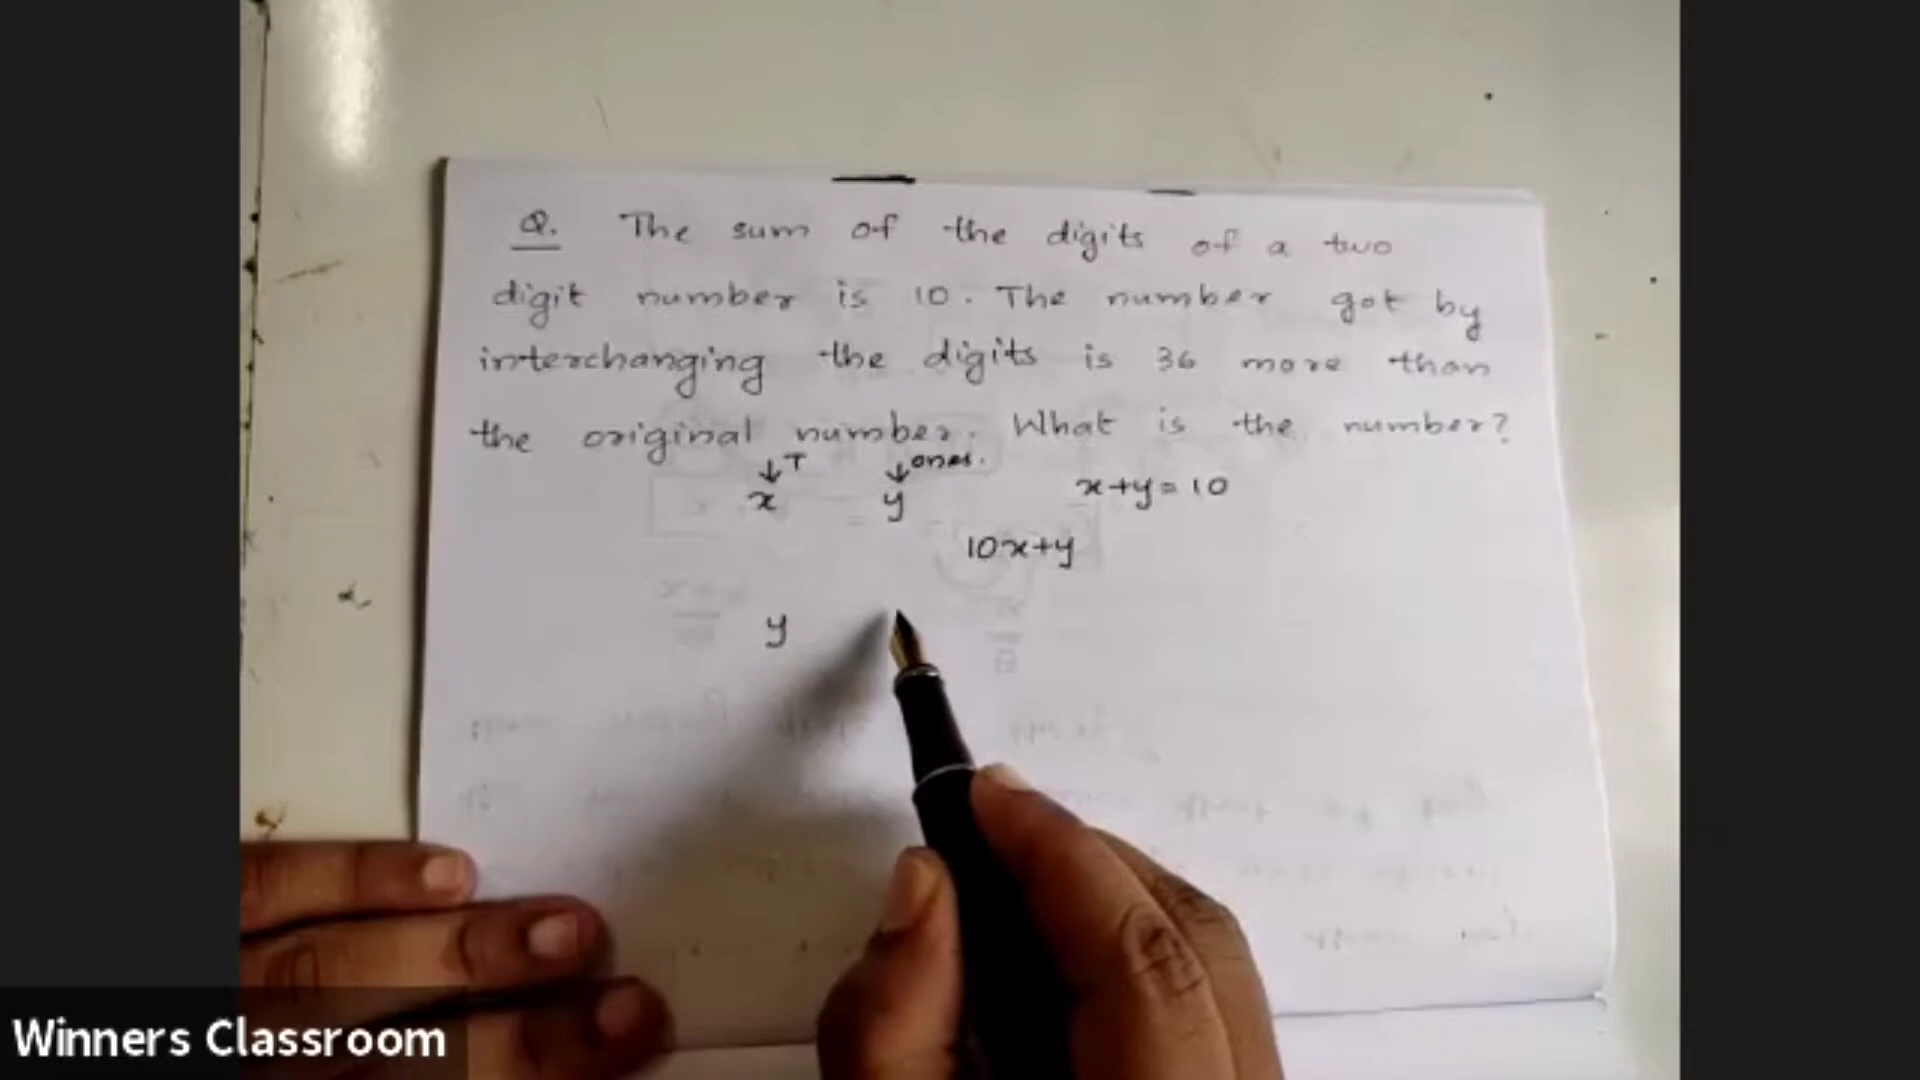 Q. The sum of the digits of a two
digit number is 10. The number got by
interchanging the digits is 36 more than
the original number. What is the number?
↓T ↓ones.
x y x+y=10
10x+y
y
Winners Classroom